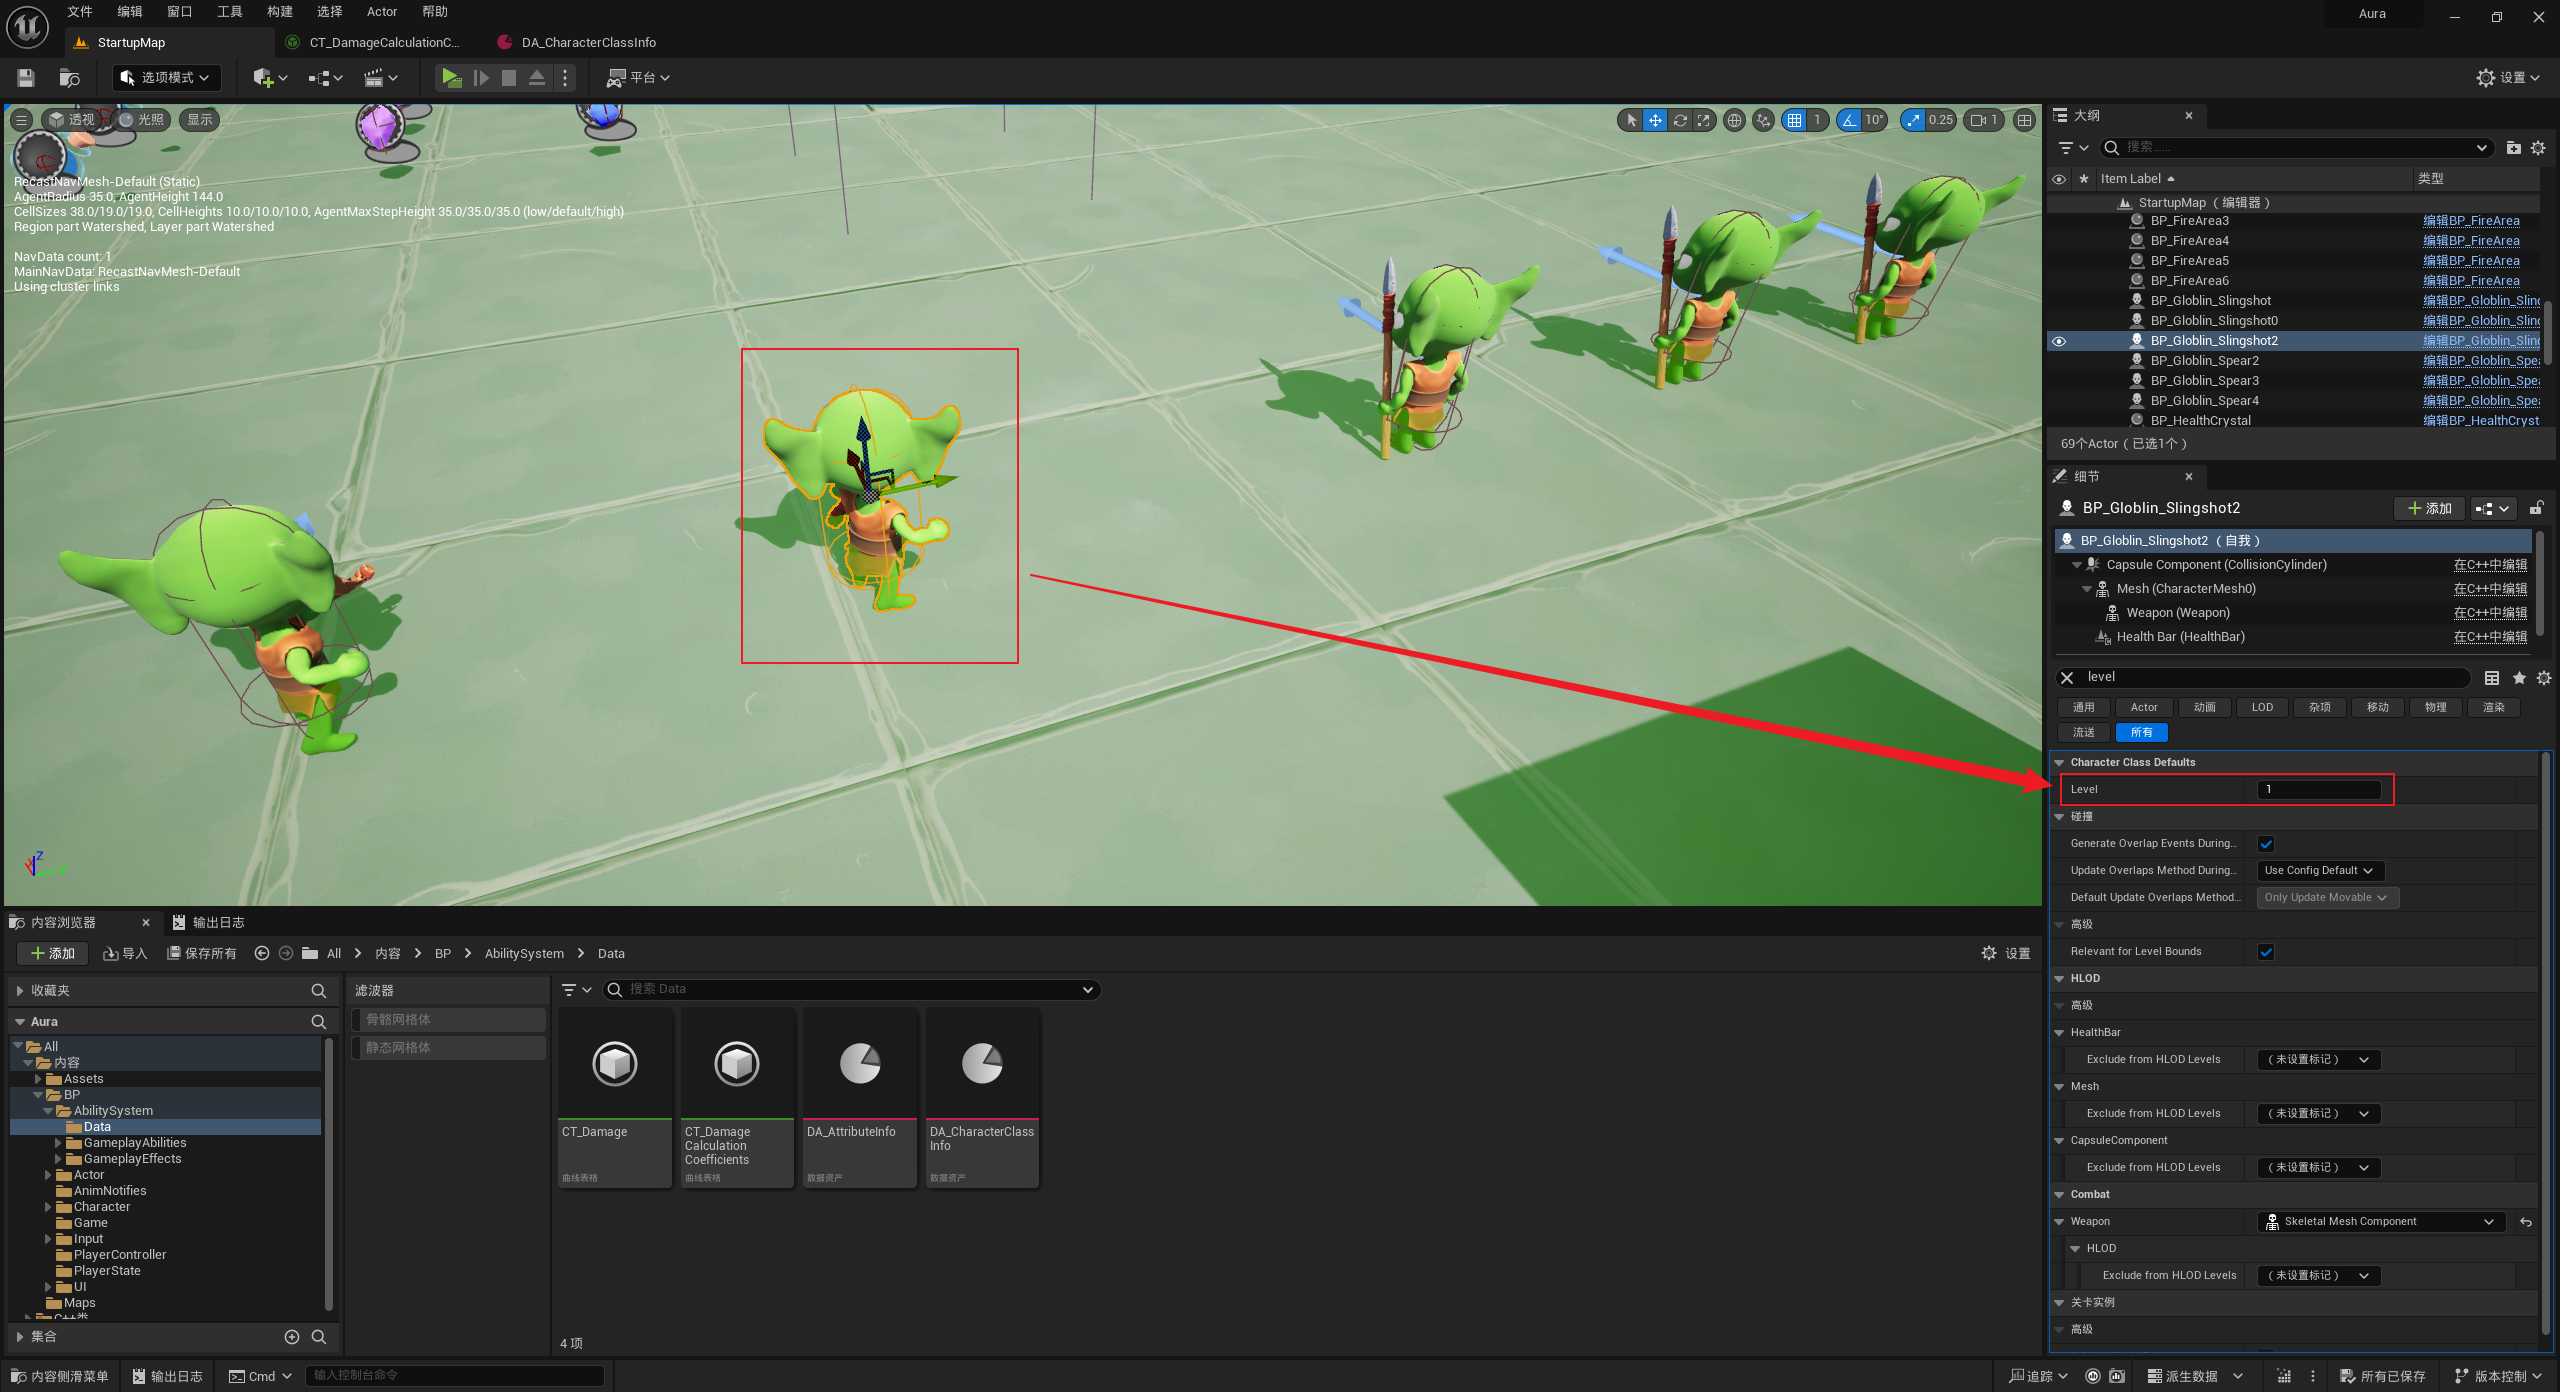 文件 编辑 窗口 工具 构建 选择 Actor 帮助
Aura
StartupMap CT_DamageCalculationC... DA_CharacterClassInfo
选项模式 平台 设置
透视 光照 显示
1 10° 0.25 1
RecastNavMesh-Default (Static)
AgentRadius 35.0, AgentHeight 144.0
CellSizes 38.0/19.0/19.0, CellHeights 10.0/10.0/10.0, AgentMaxStepHeight 35.0/35.0/35.0 (low/default/high)
Region part Watershed, Layer part Watershed
NavData count: 1
MainNavData: RecastNavMesh-Default
Using cluster links
Z
大纲
搜索......
Item Label 类型
StartupMap（编辑器）
BP_FireArea3 编辑BP_FireArea
BP_FireArea4 编辑BP_FireArea
BP_FireArea5 编辑BP_FireArea
BP_FireArea6 编辑BP_FireArea
BP_Globlin_Slingshot 编辑BP_Globlin_Sling
BP_Globlin_Slingshot0 编辑BP_Globlin_Sling
BP_Globlin_Slingshot2 编辑BP_Globlin_Sling
BP_Globlin_Spear2 编辑BP_Globlin_Spea
BP_Globlin_Spear3 编辑BP_Globlin_Spea
BP_Globlin_Spear4 编辑BP_Globlin_Spea
BP_HealthCrystal 编辑BP_HealthCryst
69个Actor（已选1个）
细节
BP_Globlin_Slingshot2 添加
BP_Globlin_Slingshot2 （自我）
Capsule Component (CollisionCylinder) 在C++中编辑
Mesh (CharacterMesh0) 在C++中编辑
Weapon (Weapon) 在C++中编辑
Health Bar (HealthBar) 在C++中编辑
level
通用 Actor 动画 LOD 杂项 移动 物理 渲染
流送 所有
Character Class Defaults
Level 1
碰撞
Generate Overlap Events During...
Update Overlaps Method During... Use Config Default
Default Update Overlaps Method... Only Update Movable
高级
Relevant for Level Bounds
HLOD
高级
HealthBar
Exclude from HLOD Levels （未设置标记）
Mesh
Exclude from HLOD Levels （未设置标记）
CapsuleComponent
Exclude from HLOD Levels （未设置标记）
Combat
Weapon Skeletal Mesh Component
HLOD
Exclude from HLOD Levels （未设置标记）
关卡实例
高级
内容浏览器 输出日志
添加 导入 保存所有 All 内容 BP AbilitySystem Data 设置
收藏夹
Aura
All
内容
Assets
BP
AbilitySystem
Data
GameplayAbilities
GameplayEffects
Actor
AnimNotifies
Character
Game
Input
PlayerController
PlayerState
UI
Maps
C++类
集合
滤波器
骨骼网格体
静态网格体
搜索 Data
CT_Damage
曲线表格
CT_Damage
Calculation
Coefficients
曲线表格
DA_AttributeInfo
数据资产
DA_CharacterClass
Info
数据资产
4 项
内容侧滑菜单 输出日志 Cmd 输入控制台命令 追踪 派生数据 所有已保存 版本控制